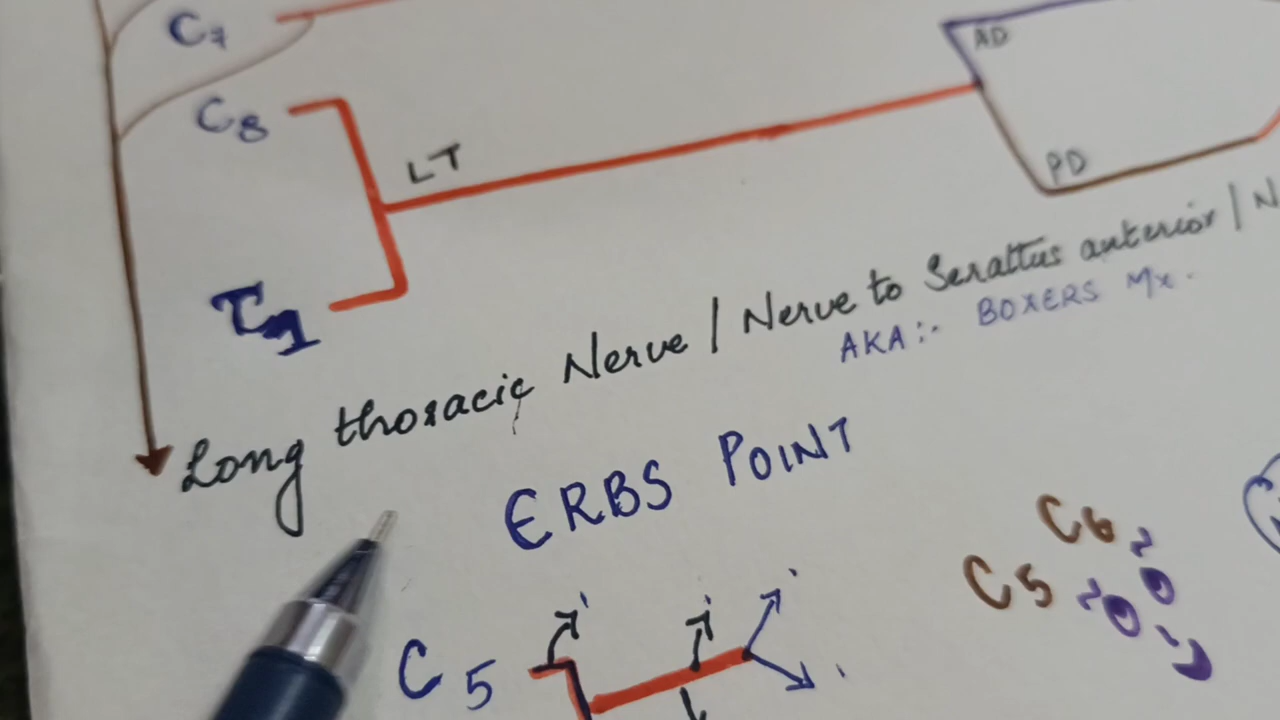 C7
AD
C8
LT
PD
T1
Long thoracic Nerve / Nerve to Serattus anterior / N
AKA:- BOXERS Mx.
ERBS POINT
C6
C5
C5